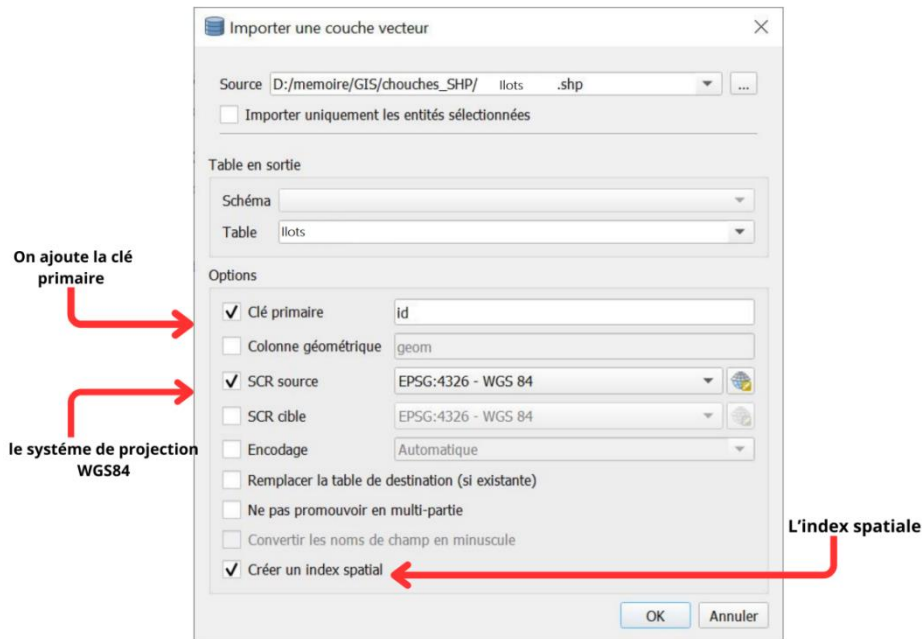 Importer une couche vecteur
Source D:/memoire/GIS/chouches_SHP/ Ilots .shp ...
Importer uniquement les entités sélectionnées
Table en sortie
Schéma
Table Ilots
On ajoute la clé
primaire
Options
Clé primaire id
Colonne géométrique geom
SCR source EPSG:4326 - WGS 84
SCR cible EPSG:4326 - WGS 84
le systéme de projection
WGS84
Encodage Automatique
Remplacer la table de destination (si existante)
Ne pas promouvoir en multi-partie
Convertir les noms de champ en minuscule
L’index spatiale
Créer un index spatial
OK Annuler